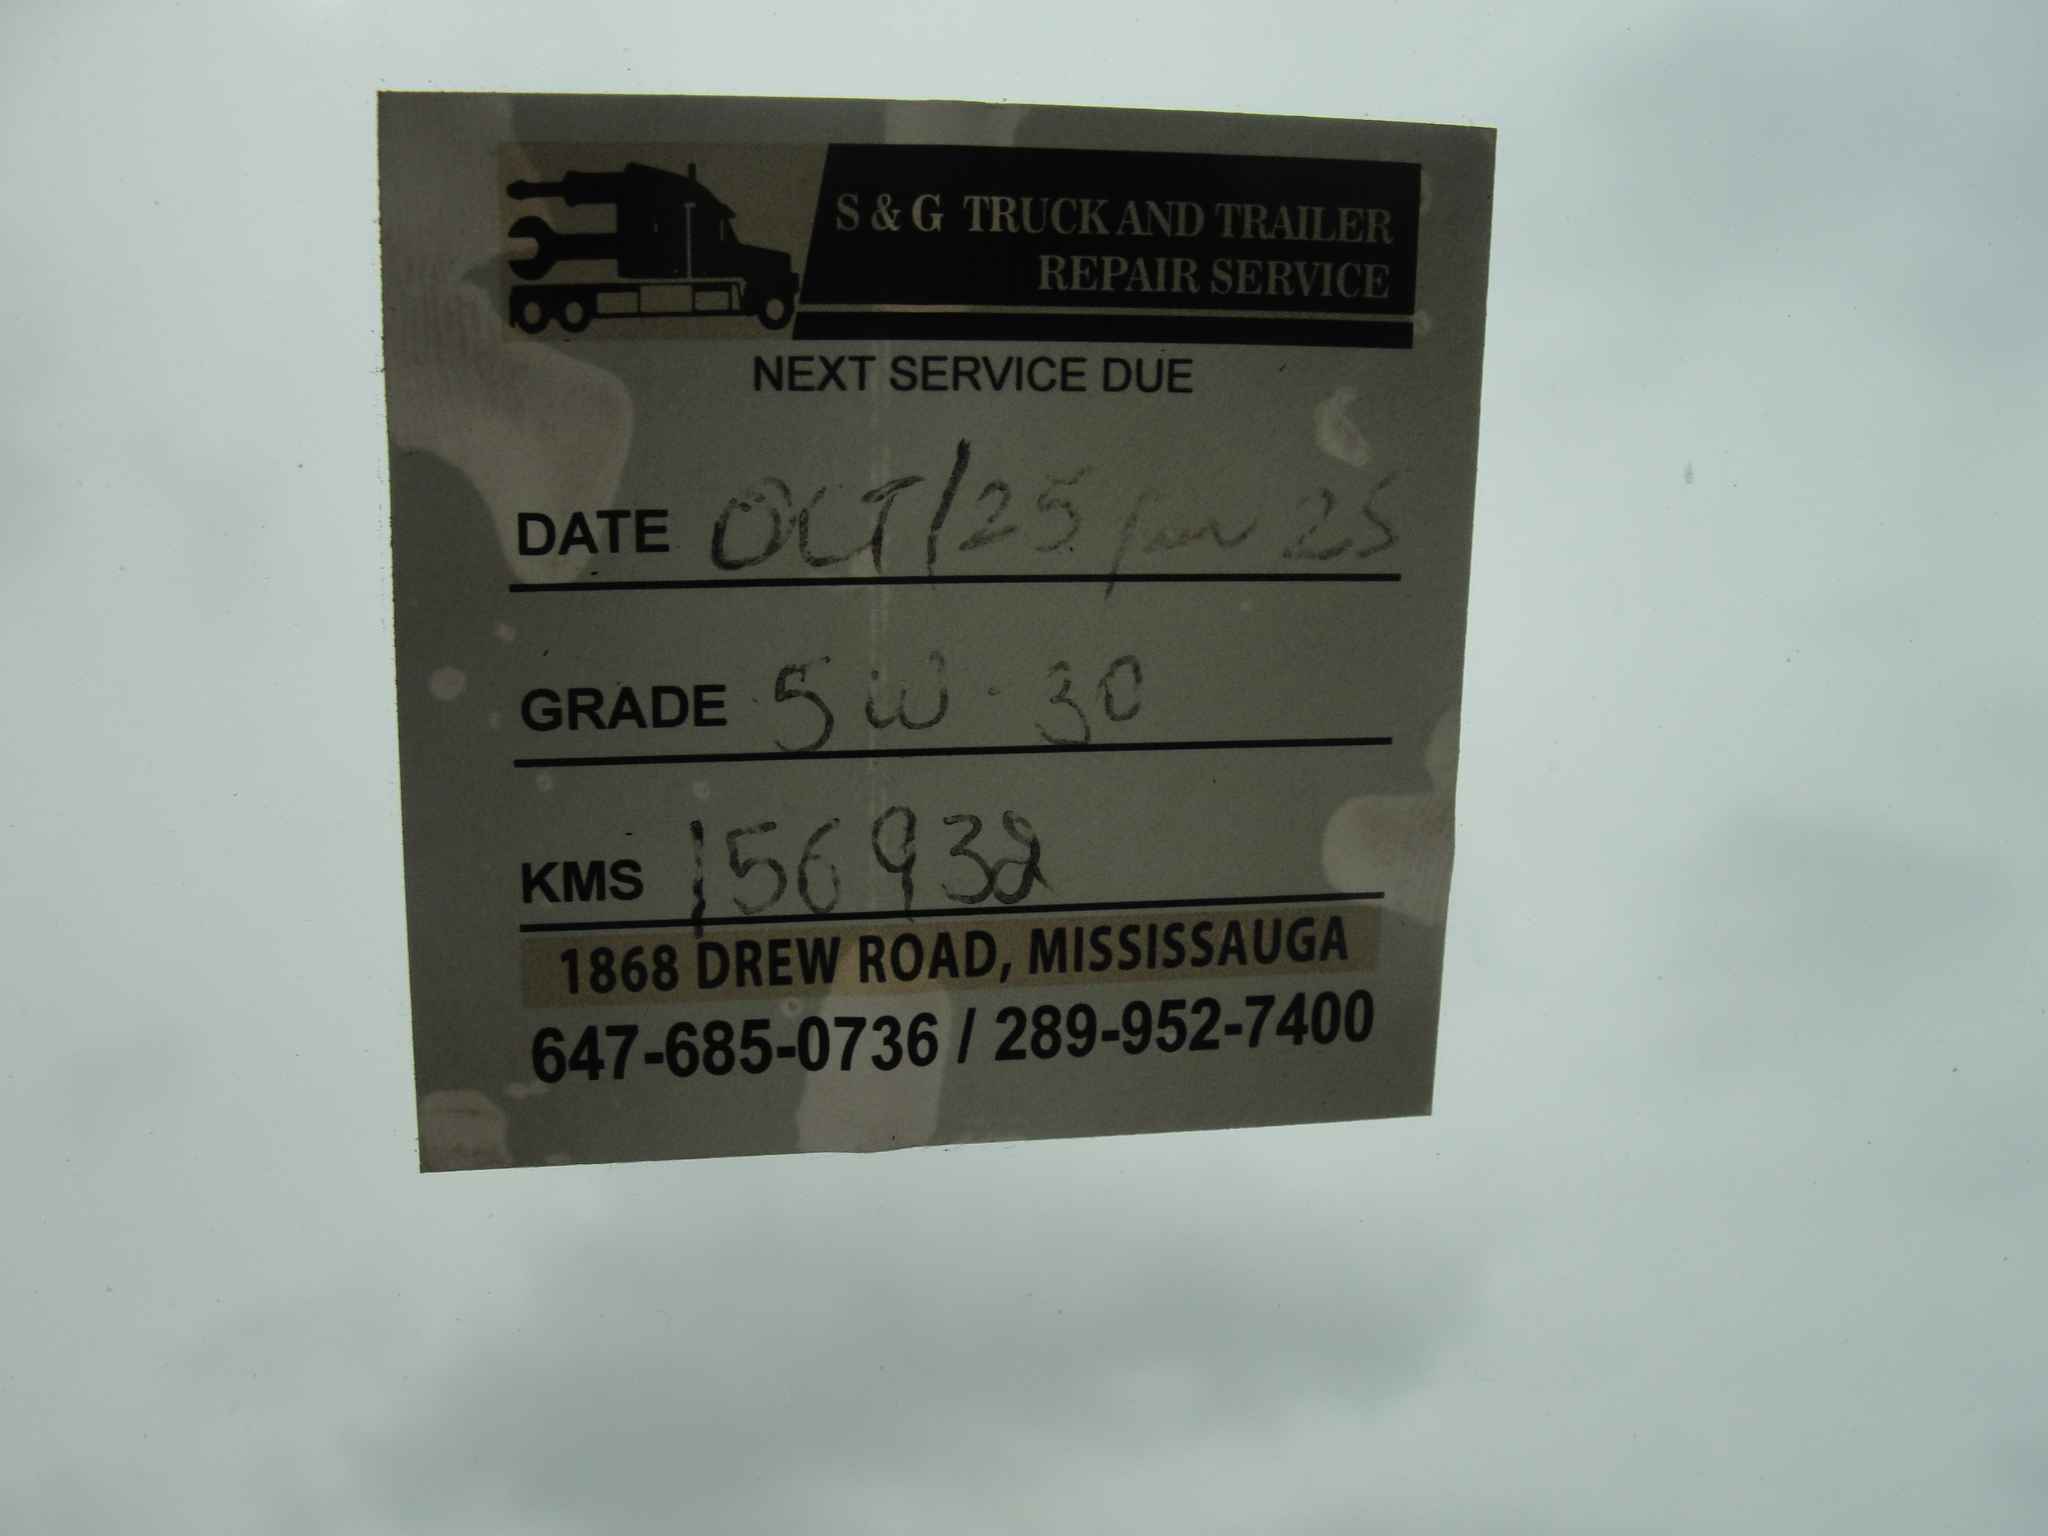 S & G TRUCK AND TRAILER
REPAIR SERVICE
NEXT SERVICE DUE
DATE OCT/25 / 25
GRADE 5W-30
KMS 156932
1868 DREW ROAD, MISSISSAUGA
647-685-0736 / 289-952-7400